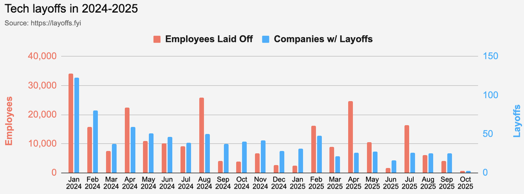 Tech layoffs in 2024-2025
Source: https://layoffs.fyi
Employees Laid Off Companies w/ Layoffs
40,000 150
30,000
100
20,000
50
10,000
0 0
Employees
Layoffs
Jan Feb Mar Apr May Jun Jul Aug Sep Oct Nov Dec Jan Feb Mar Apr May Jun Jul Aug Sep Oct
2024 2024 2024 2024 2024 2024 2024 2024 2024 2024 2024 2024 2025 2025 2025 2025 2025 2025 2025 2025 2025 2025